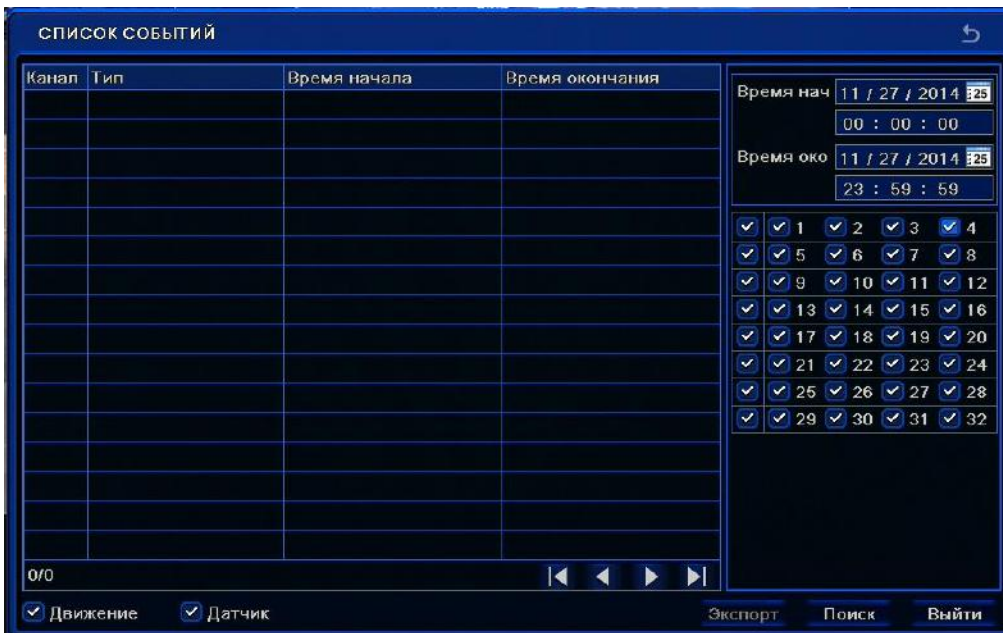 СПИСОК СОБЫТИЙ
Канал Тип Время начала Время окончания
Время нач 11 / 27 / 2014 25
00 : 00 : 00
Время око 11 / 27 / 2014 25
23 : 59 : 59
1 2 3 4
5 6 7 8
9 10 11 12
13 14 15 16
17 18 19 20
21 22 23 24
25 26 27 28
29 30 31 32
0/0
Движение Датчик Экспорт Поиск Выйти